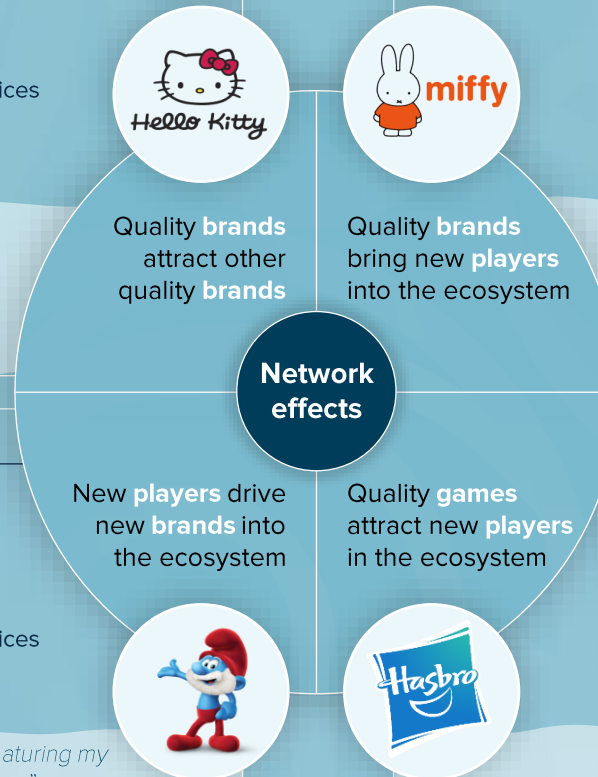 ices
Hello Kitty
miffy
Quality brands
attract other
quality brands
Quality brands
bring new players
into the ecosystem
Network
effects
New players drive
new brands into
the ecosystem
Quality games
attract new players
in the ecosystem
ices
Hasbro
aturing my
”